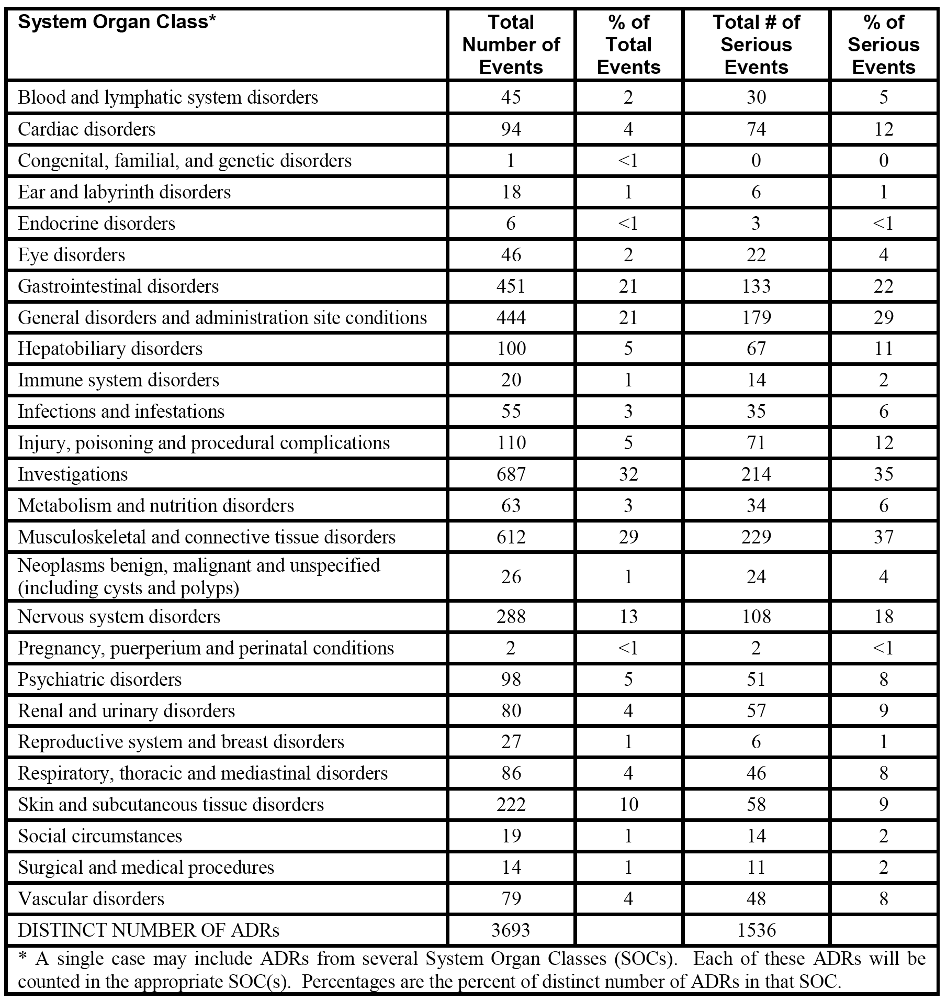 System Organ Class* Total Number of Events % of Total Events Total # of Serious Events % of Serious Events
Blood and lymphatic system disorders 45 2 30 5
Cardiac disorders 94 4 74 12
Congenital, familial, and genetic disorders 1 <1 0 0
Ear and labyrinth disorders 18 1 6 1
Endocrine disorders 6 <1 3 <1
Eye disorders 46 2 22 4
Gastrointestinal disorders 451 21 133 22
General disorders and administration site conditions 444 21 179 29
Hepatobiliary disorders 100 5 67 11
Immune system disorders 20 1 14 2
Infections and infestations 55 3 35 6
Injury, poisoning and procedural complications 110 5 71 12
Investigations 687 32 214 35
Metabolism and nutrition disorders 63 3 34 6
Musculoskeletal and connective tissue disorders 612 29 229 37
Neoplasms benign, malignant and unspecified
(including cysts and polyps) 26 1 24 4
Nervous system disorders 288 13 108 18
Pregnancy, puerperium and perinatal conditions 2 <1 2 <1
Psychiatric disorders 98 5 51 8
Renal and urinary disorders 80 4 57 9
Reproductive system and breast disorders 27 1 6 1
Respiratory, thoracic and mediastinal disorders 86 4 46 8
Skin and subcutaneous tissue disorders 222 10 58 9
Social circumstances 19 1 14 2
Surgical and medical procedures 14 1 11 2
Vascular disorders 79 4 48 8
DISTINCT NUMBER OF ADRs 3693 1536
* A single case may include ADRs from several System Organ Classes (SOCs). Each of these ADRs will be
counted in the appropriate SOC(s). Percentages are the percent of distinct number of ADRs in that SOC.